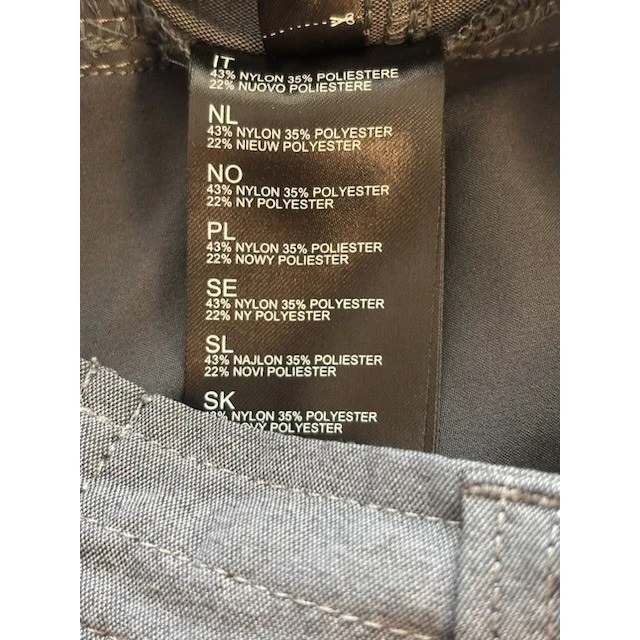 IT
43% NYLON 35% POLIESTERE
22% NUOVO POLIESTERE
NL
43% NYLON 35% POLYESTER
22% NIEUW POLYESTER
NO
43% NYLON 35% POLYESTER
22% NY POLYESTER
PL
43% NYLON 35% POLYESTER
22% NOWY POLIESTER
SE
43% NYLON 35% POLYESTER
22% NY POLYESTER
SL
43% NAJLON 35% POLIESTER
22% NOVI POLIESTER
SK
NYLON 35% POLYESTER
POLYESTER